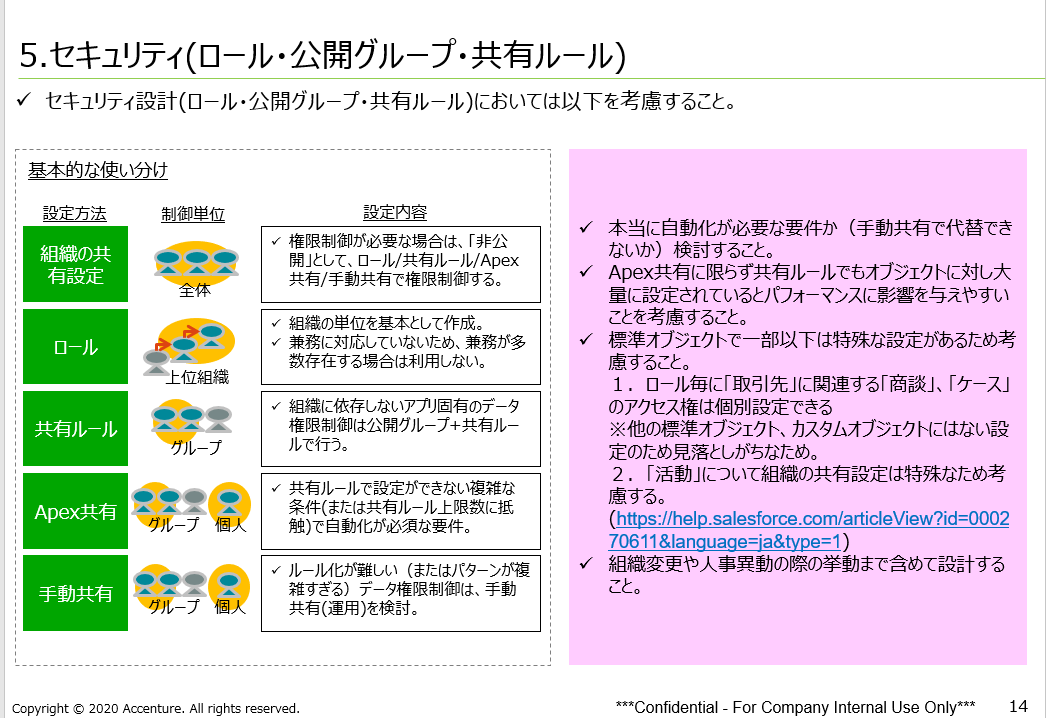 5.セキュリティ(ロール・公開グループ・共有ルール)
✓ セキュリティ設計(ロール・公開グループ・共有ルール)においては以下を考慮すること。
基本的な使い分け
設定方法 制御単位 設定内容
組織の共
有設定
全体
✓ 権限制御が必要な場合は、「非公
開」として、ロール/共有ルール/Apex
共有/手動共有で権限制御する。
ロール
上位組織
✓ 組織の単位を基本として作成。
✓ 兼務に対応していないため、兼務が多
数存在する場合は利用しない。
共有ルール
グループ
✓ 組織に依存しないアプリ固有のデータ
権限制御は公開グループ+共有ルー
ルで行う。
Apex共有
グループ 個人
✓ 共有ルールで設定ができない複雑な
条件(または共有ルール上限数に抵
触)で自動化が必須な要件。
手動共有
グループ 個人
✓ ルール化が難しい（またはパターンが複
雑すぎる）データ権限制御は、手動
共有(運用)を検討。
✓ 本当に自動化が必要な要件か（手動共有で代替でき
ないか）検討すること。
✓ Apex共有に限らず共有ルールでもオブジェクトに対し大
量に設定されているとパフォーマンスに影響を与えやすい
ことを考慮すること。
✓ 標準オブジェクトで一部以下は特殊な設定があるため考
慮すること。
１．ロール毎に「取引先」に関連する「商談」、「ケース」
のアクセス権は個別設定できる
※他の標準オブジェクト、カスタムオブジェクトにはない設
定のため見落としがちなため。
２．「活動」について組織の共有設定は特殊なため考
慮する。
(https://help.salesforce.com/articleView?id=0002
70611&language=ja&type=1)
✓ 組織変更や人事異動の際の挙動まで含めて設計する
こと。
Copyright © 2020 Accenture. All rights reserved.
***Confidential - For Company Internal Use Only***
14